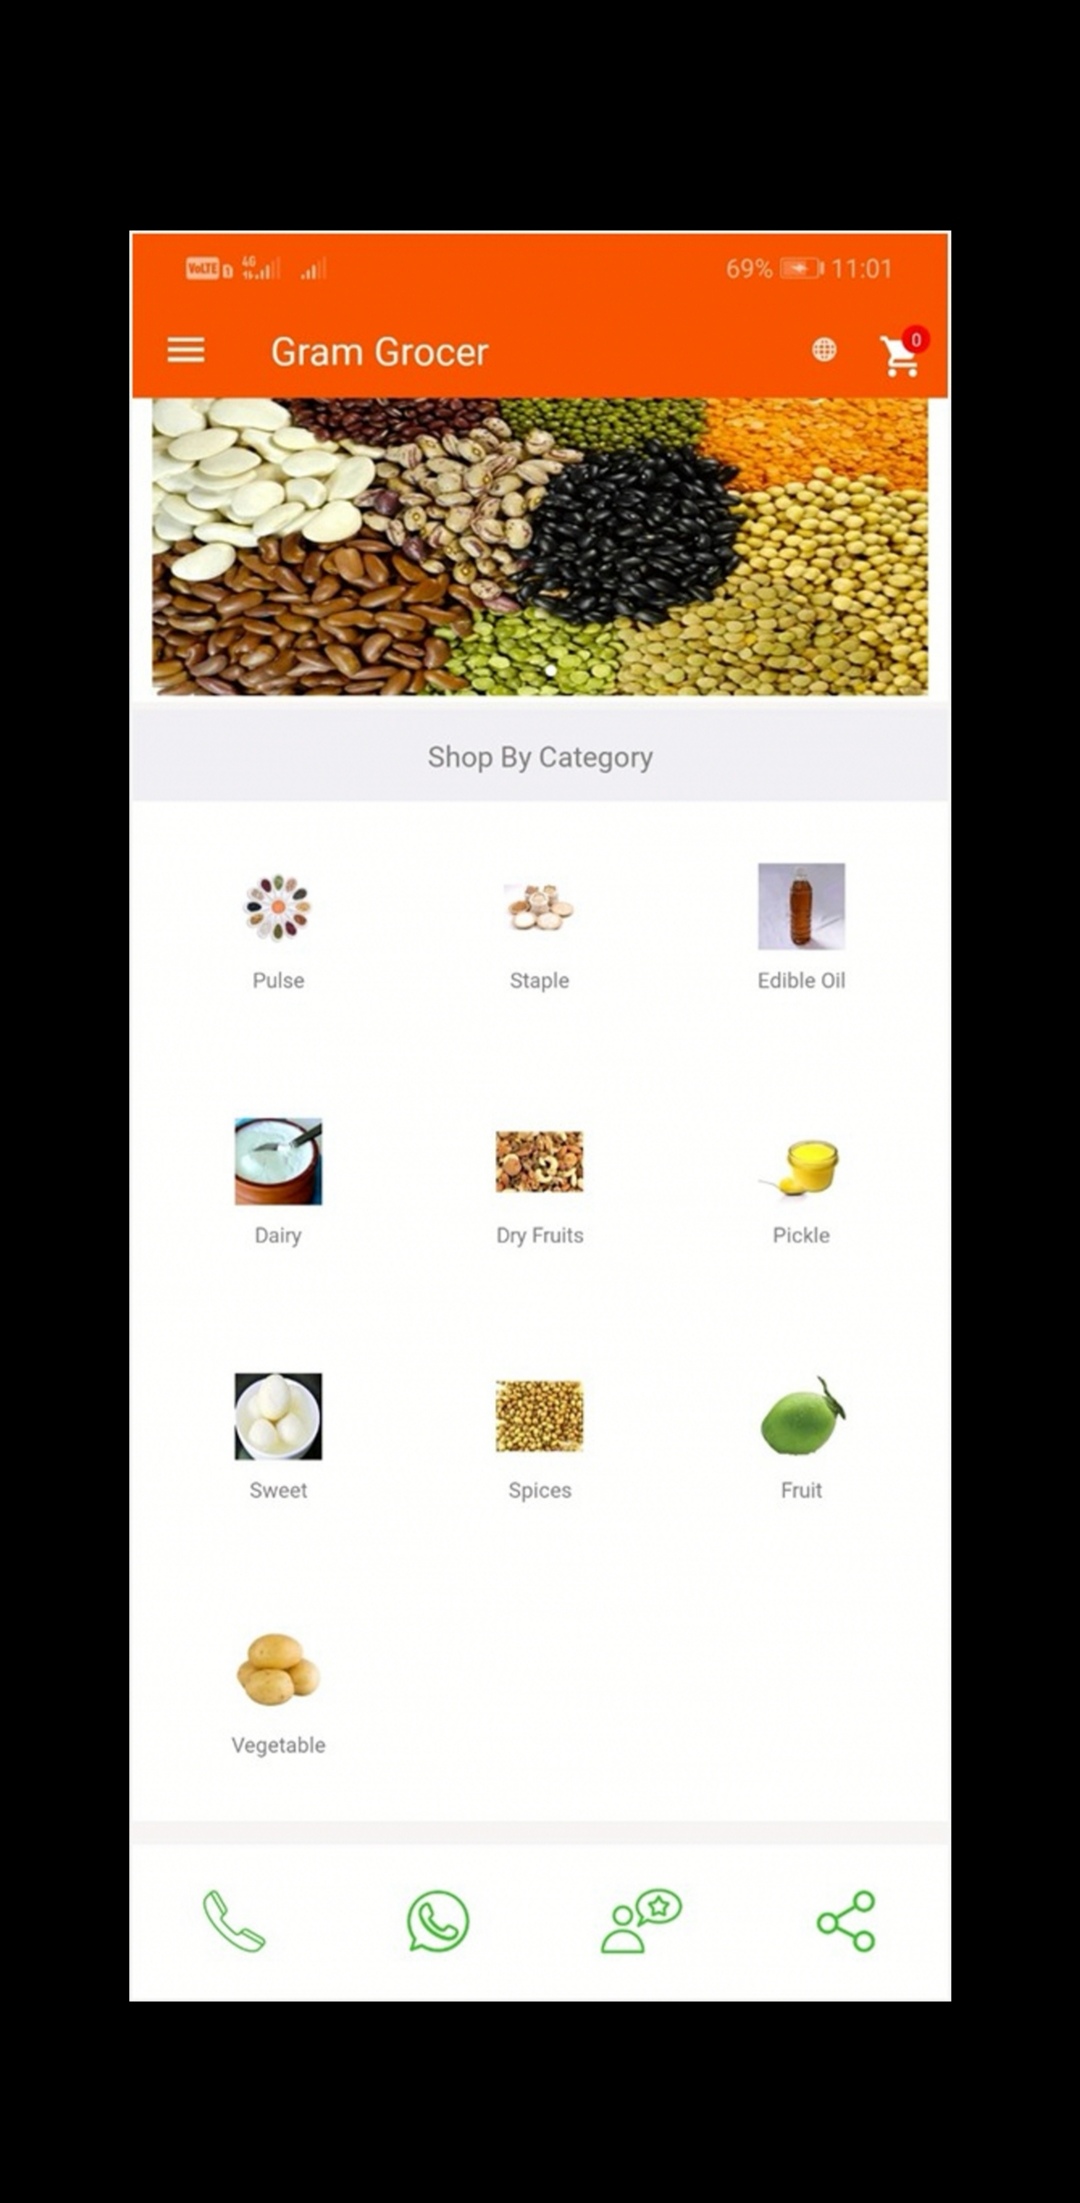 VoLTE 4G 69% 11:01
Gram Grocer 0
Shop By Category
Pulse Staple Edible Oil
Dairy Dry Fruits Pickle
Sweet Spices Fruit
Vegetable